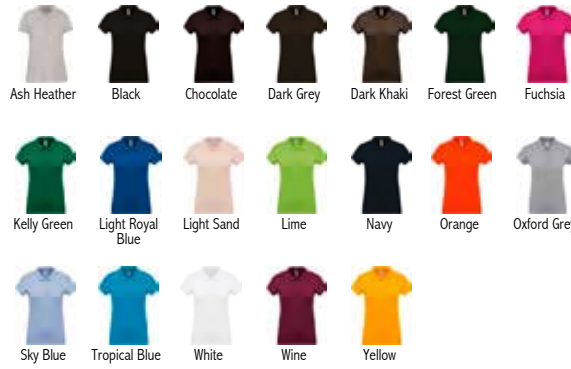 Ash Heather Black Chocolate Dark Grey Dark Khaki Forest Green Fuchsia
Kelly Green Light Royal Blue Light Sand Lime Navy Orange Oxford Grey
Sky Blue Tropical Blue White Wine Yellow